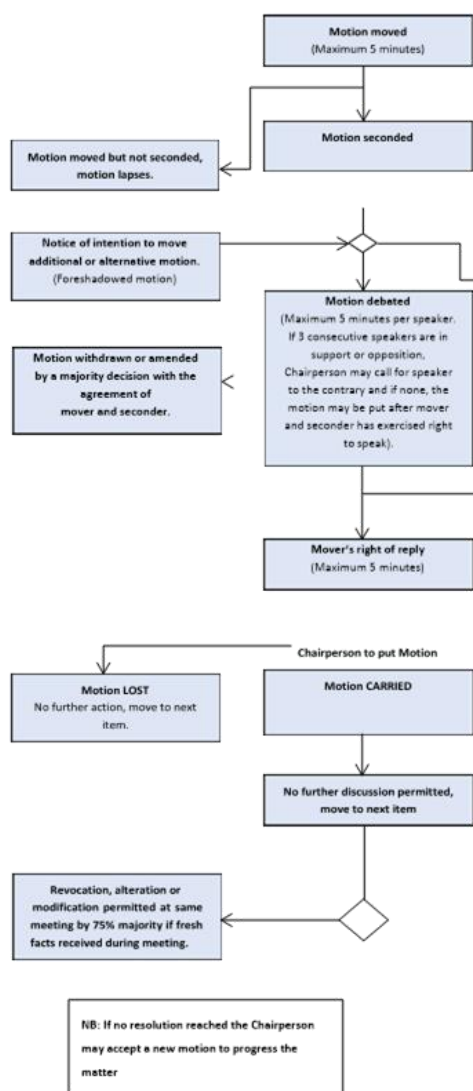 Motion moved
(Maximum 5 minutes)
Motion seconded
Motion moved but not seconded,
motion lapses.
Notice of intention to move
additional or alternative motion.
(Foreshadowed motion)
Motion debated
(Maximum 5 minutes per speaker.
If 3 consecutive speakers are in
support or opposition,
Chairperson may call for speaker
to the contrary and if none, the
motion may be put after mover
and seconder has exercised right
to speak).
Motion withdrawn or amended
by a majority decision with the
agreement of
mover and seconder.
Mover's right of reply
(Maximum 5 minutes)
Chairperson to put Motion
Motion LOST
No further action, move to next
item.
Motion CARRIED
No further discussion permitted,
move to next item
Revocation, alteration or
modification permitted at same
meeting by 75% majority if fresh
facts received during meeting.
NB: If no resolution reached the Chairperson
may accept a new motion to progress the
matter